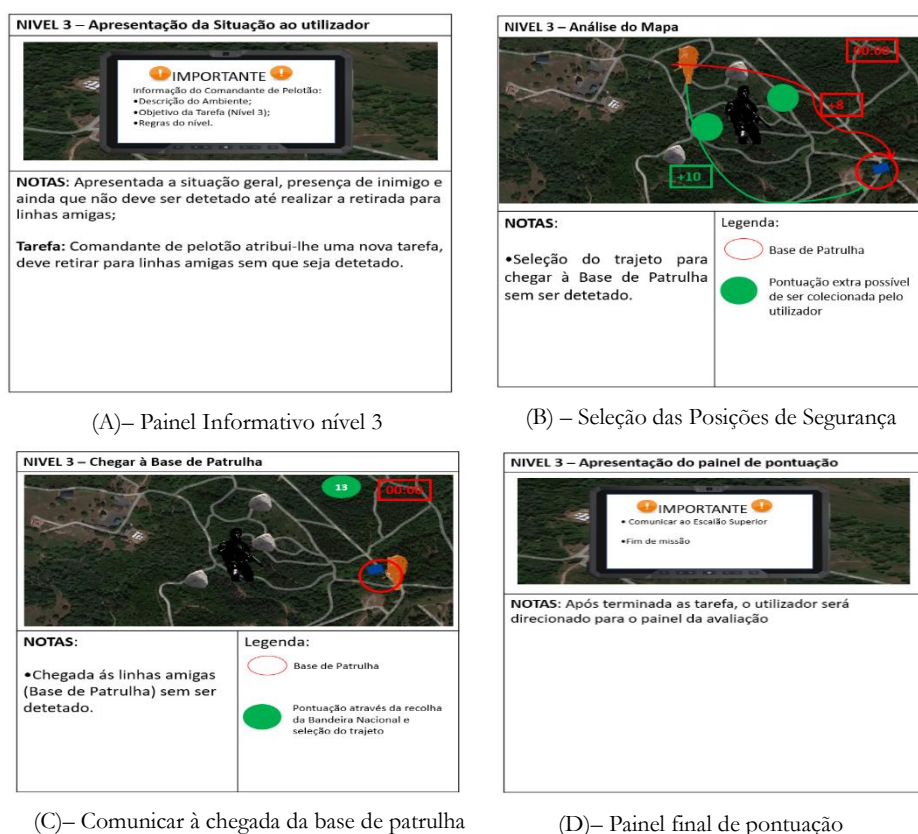 NIVEL 3 – Apresentação da Situação ao utilizador
IMPORTANTE
Informação do Comandante de Pelotão:
•Descrição do Ambiente;
•Objetivo da Tarefa (Nível 3);
•Regras do nível.
NOTAS: Apresentada a situação geral, presença de inimigo e
ainda que não deve ser detetado até realizar a retirada para
linhas amigas;
Tarefa: Comandante de pelotão atribui-lhe uma nova tarefa,
deve retirar para linhas amigas sem que seja detetado.
(A)– Painel Informativo nível 3
NIVEL 3 – Análise do Mapa
00:00
+8
+10
NOTAS:
•Seleção do trajeto para
chegar à Base de Patrulha
sem ser detetado.
Legenda:
Base de Patrulha
Pontuação extra possível
de ser colecionada pelo
utilizador
(B) – Seleção das Posições de Segurança
NIVEL 3 – Chegar à Base de Patrulha
13
00:00
NOTAS:
•Chegada ás linhas amigas
(Base de Patrulha) sem ser
detetado.
Legenda:
Base de Patrulha
Pontuação através da recolha
da Bandeira Nacional e
seleção do trajeto
(C)– Comunicar à chegada da base de patrulha
NIVEL 3 – Apresentação do painel de pontuação
IMPORTANTE
• Comunicar ao Escalão Superior
•Fim de missão
NOTAS: Após terminada as tarefa, o utilizador será
direcionado para o painel da avaliação
(D)– Painel final de pontuação